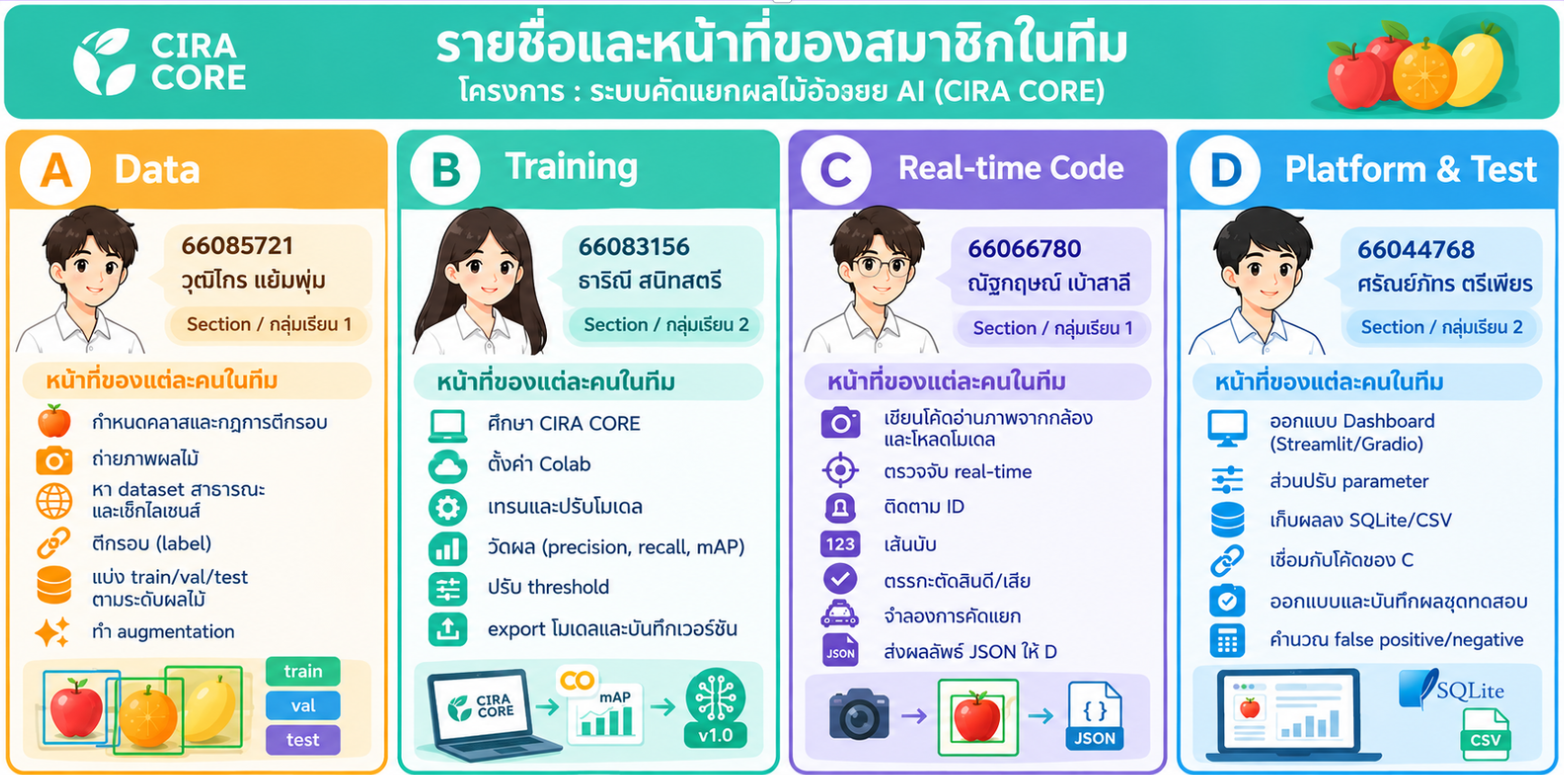 CIRA
CORE
รายชื่อและหน้าที่ของสมาชิกในทีม
โครงการ : ระบบคัดแยกผลไม้ AI (CIRA CORE)
A
Data
66085721
วุฒิไกร แย้มพุ่ม
Section / กลุ่มเรียน 1
หน้าที่ของแต่ละคนในทีม
กำหนดคลาสและกฎการตีกรอบ
ถ่ายภาพผลไม้
หา dataset สาธารณะ
และเช็กไลเซนส์
ตีกรอบ (label)
แบ่ง train/val/test
ตามระดับผลไม้
ทำ augmentation
train
val
test
B
Training
66083156
ธาริณี สนิทสตรี
Section / กลุ่มเรียน 2
หน้าที่ของแต่ละคนในทีม
ศึกษา CIRA CORE
ตั้งค่า Colab
เทรนและปรับโมเดล
วัดผล (precision, recall, mAP)
ปรับ threshold
export โมเดลและบันทึกเวอร์ชัน
CIRA
CORE
CO
mAP
v1.0
C
Real-time Code
66066780
ณัฐกฤษณ์ เบ้าสาลี
Section / กลุ่มเรียน 1
หน้าที่ของแต่ละคนในทีม
เขียนโค้ดอ่านภาพจากกล้อง
และโหลดโมเดล
ตรวจจับ real-time
ติดตาม ID
123
เส้นนับ
ตรรกะตัดสินดี/เสีย
จำลองการคัดแยก
JSON
ส่งผลลัพธ์ JSON ให้ D
{ }
JSON
D
Platform & Test
66044768
ศรัณย์ภัทร ตรีเพียร
Section / กลุ่มเรียน 2
หน้าที่ของแต่ละคนในทีม
ออกแบบ Dashboard
(Streamlit/Gradio)
ส่วนปรับ parameter
เก็บผลลง SQLite/CSV
เชื่อมกับโค้ดของ C
ออกแบบและบันทึกผลชุดทดสอบ
คำนวณ false positive/negative
SQLite
CSV